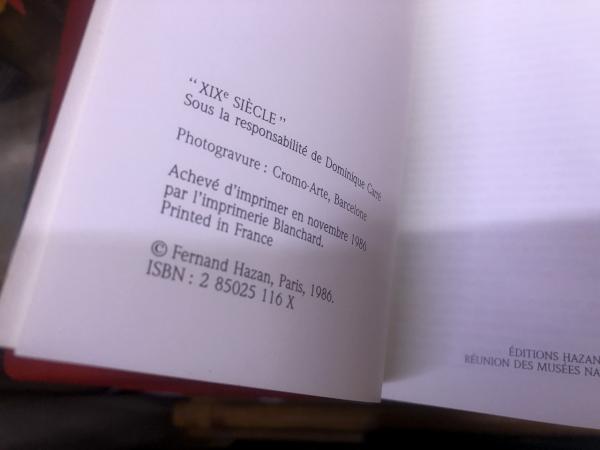 “ XIXe SIÈCLE ”
Sous la responsabilité de Dominique Carré
Photogravure : Cromo-Arte, Barcelone
Achevé d'imprimer en novembre 1986
par l'imprimerie Blanchard.
Printed in France
© Fernand Hazan, Paris, 1986.
ISBN : 2 85025 116 X
ÉDITIONS HAZAN
RÉUNION DES MUSÉES NA